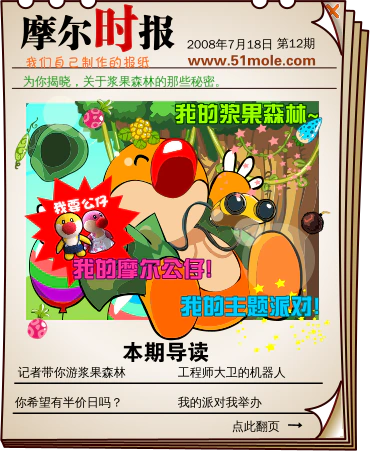 摩尔时报
2008年7月18日 第12期
我们自己制作的报纸
www.51mole.com
为你揭晓，关于浆果森林的那些秘密。
我的浆果森林~
我要公仔
我的摩尔公仔!
我的主题派对!
本期导读
记者带你游浆果森林 工程师大卫的机器人
你希望有半价日吗？ 我的派对我举办
点此翻页 →